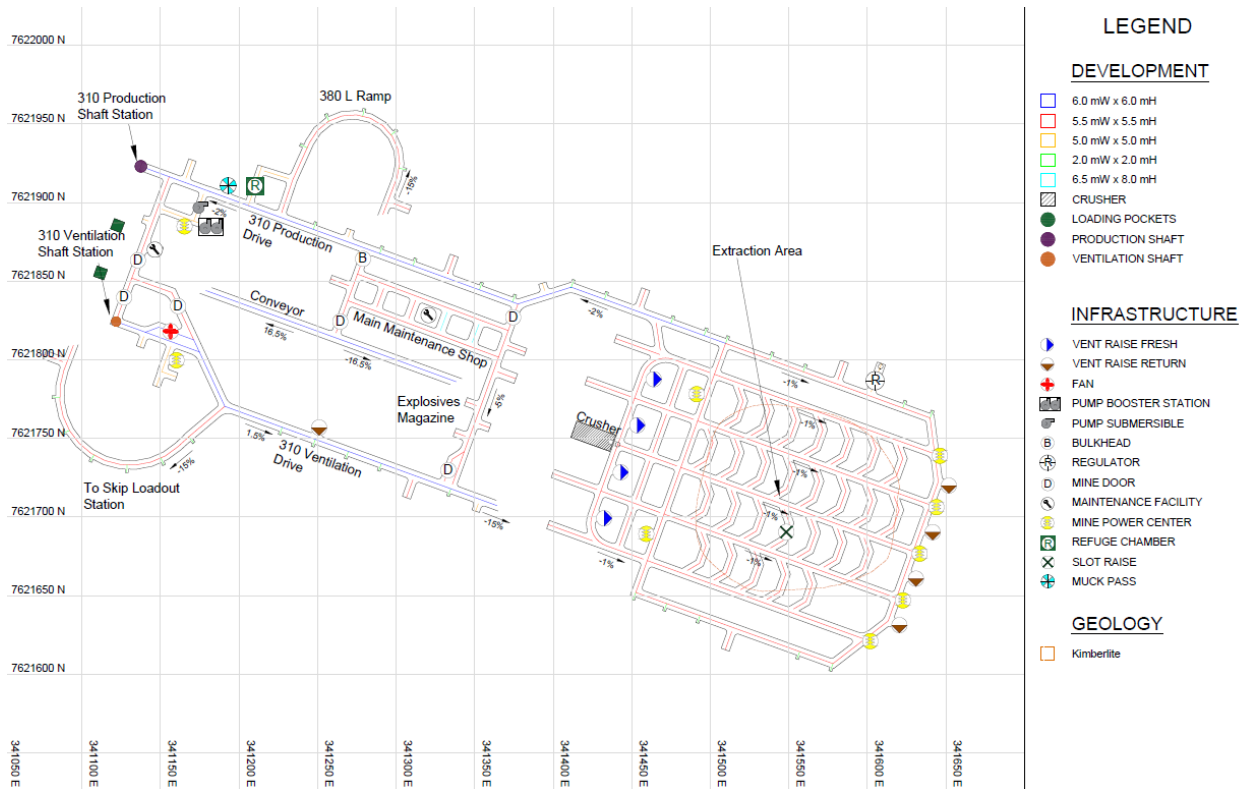 7622000 N
7621950 N
7621900 N
7621850 N
7621800 N
7621750 N
7621700 N
7621650 N
7621600 N
341050 E
341100 E
341150 E
341200 E
341250 E
341300 E
341350 E
341400 E
341450 E
341500 E
341550 E
341600 E
341650 E
310 Production
Shaft Station
380 L Ramp
-15%
R
-2%
310 Production
Drive
310 Ventilation
Shaft Station
D
D
D
B
D
D
D
Conveyor
16.5%
-16.5%
Main Maintenance Shop
-5%
Explosives
Magazine
1.5%
310 Ventilation
Drive
-15%
To Skip Loadout
Station
-15%
Extraction Area
-2%
-1%
R
Crusher
-1%
-1%
-1%
-1%
-1%
LEGEND
DEVELOPMENT
6.0 mW x 6.0 mH
5.5 mW x 5.5 mH
5.0 mW x 5.0 mH
2.0 mW x 2.0 mH
6.5 mW x 8.0 mH
CRUSHER
LOADING POCKETS
PRODUCTION SHAFT
VENTILATION SHAFT
INFRASTRUCTURE
VENT RAISE FRESH
VENT RAISE RETURN
FAN
PUMP BOOSTER STATION
PUMP SUBMERSIBLE
B BULKHEAD
R REGULATOR
D MINE DOOR
MAINTENANCE FACILITY
MINE POWER CENTER
R REFUGE CHAMBER
SLOT RAISE
MUCK PASS
GEOLOGY
Kimberlite